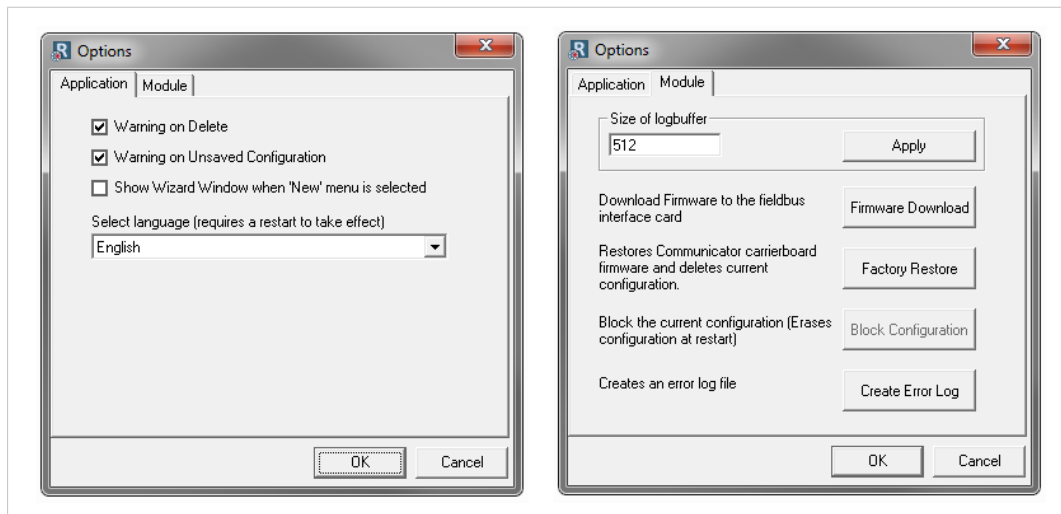 Options
Application Module
Warning on Delete
Warning on Unsaved Configuration
Show Wizard Window when 'New' menu is selected
Select language (requires a restart to take effect)
English
OK Cancel
Options
Application Module
Size of logbuffer
512 Apply
Download Firmware to the fieldbus
interface card
Firmware Download
Restores Communicator carrierboard
firmware and deletes current
configuration.
Factory Restore
Block the current configuration (Erases
configuration at restart)
Block Configuration
Creates an error log file
Create Error Log
OK Cancel